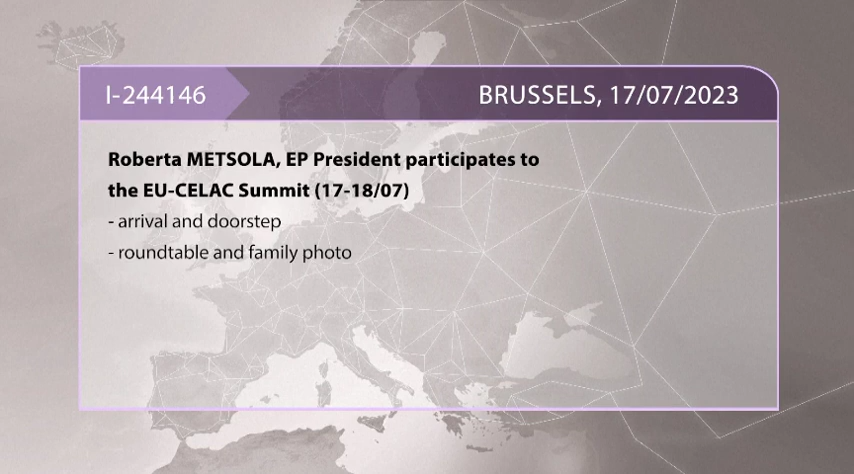 I-244146
BRUSSELS, 17/07/2023
Roberta METSOLA, EP President participates to
the EU-CELAC Summit (17-18/07)
- arrival and doorstep
- roundtable and family photo